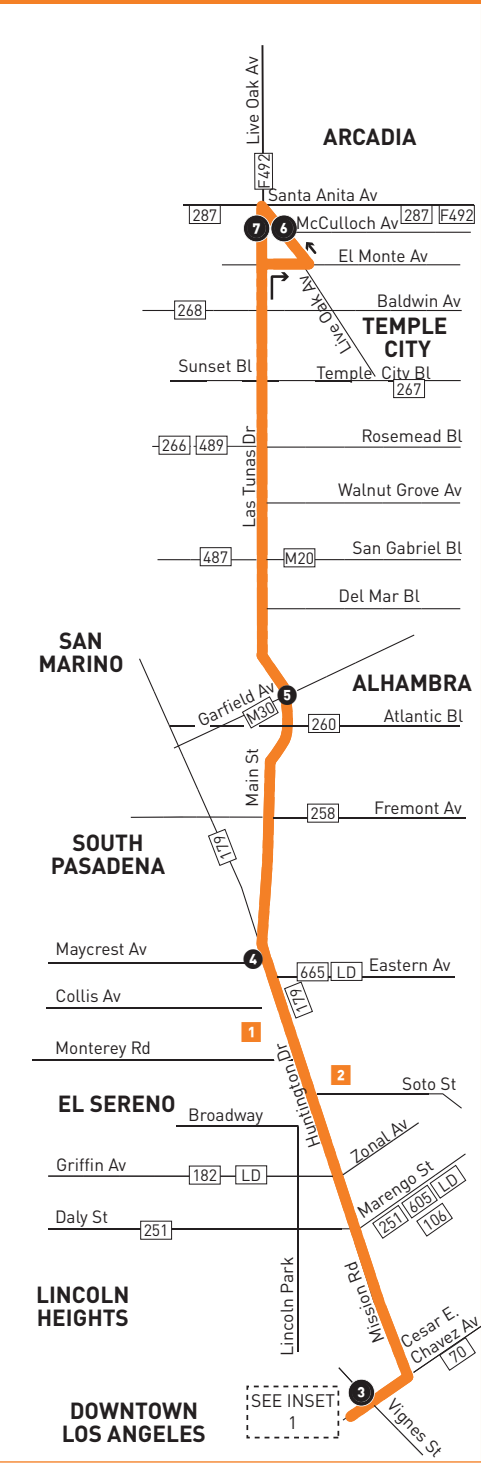 Live Oak Av
ARCADIA
F492
Santa Anita Av
287
287
F492
7
6
McCulloch Av
El Monte Av
Live Oak Av
Baldwin Av
268
TEMPLE
CITY
Sunset Bl
Temple City Bl
267
Las Tunas Dr
Rosemead Bl
266
489
Walnut Grove Av
San Gabriel Bl
487
M20
Del Mar Bl
SAN
MARINO
5
ALHAMBRA
Garfield Av
M30
Atlantic Bl
260
Main St
Fremont Av
258
SOUTH
PASADENA
179
Maycrest Av
4
Eastern Av
665
LD
179
Collis Av
1
Monterey Rd
Huntington Dr
2
Soto St
EL SERENO
Broadway
Zonal Av
Griffin Av
182
LD
Marengo St
251
605
LD
106
Daly St
251
Lincoln Park
Mission Rd
LINCOLN
HEIGHTS
Cesar E.
Chavez Av
70
SEE INSET
1
3
Vignes St
DOWNTOWN
LOS ANGELES